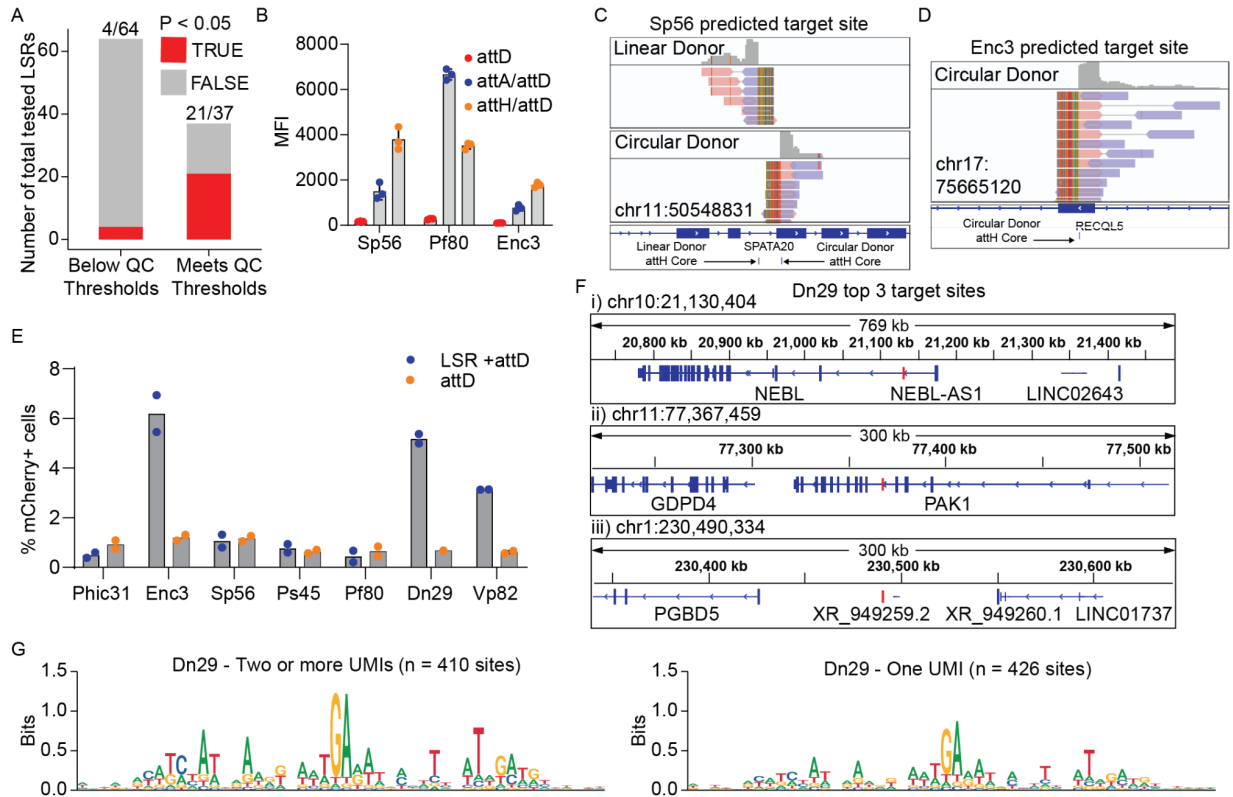 A
P < 0.05
TRUE
FALSE
4/64
21/37
Number of total tested LSRs
60
40
20
0
Below QC
Thresholds
Meets QC
Thresholds
B
MFI
8000
6000
4000
2000
0
attD
attA/attD
attH/attD
Sp56
Pf80
Enc3
C
Sp56 predicted target site
Linear Donor
Circular Donor
chr11:50548831
Linear Donor
attH Core
SPATA20
Circular Donor
attH Core
D
Enc3 predicted target site
Circular Donor
chr17:
75665120
Circular Donor
attH Core
RECQL5
E
% mCherry+ cells
8
6
4
2
0
LSR +attD
attD
Phic31
Enc3
Sp56
Ps45
Pf80
Dn29
Vp82
F
Dn29 top 3 target sites
i) chr10:21,130,404
769 kb
20,800 kb
20,900 kb
21,000 kb
21,100 kb
21,200 kb
21,300 kb
21,400 kb
NEBL
NEBL-AS1
LINC02643
ii) chr11:77,367,459
300 kb
77,300 kb
77,400 kb
77,500 kb
GDPD4
PAK1
iii) chr1:230,490,334
300 kb
230,400 kb
230,500 kb
230,600 kb
PGBD5
XR_949259.2
XR_949260.1
LINC01737
G
Dn29 - Two or more UMIs (n = 410 sites)
Bits
1.5
1.0
0.5
0.0
Dn29 - One UMI (n = 426 sites)
Bits
1.5
1.0
0.5
0.0